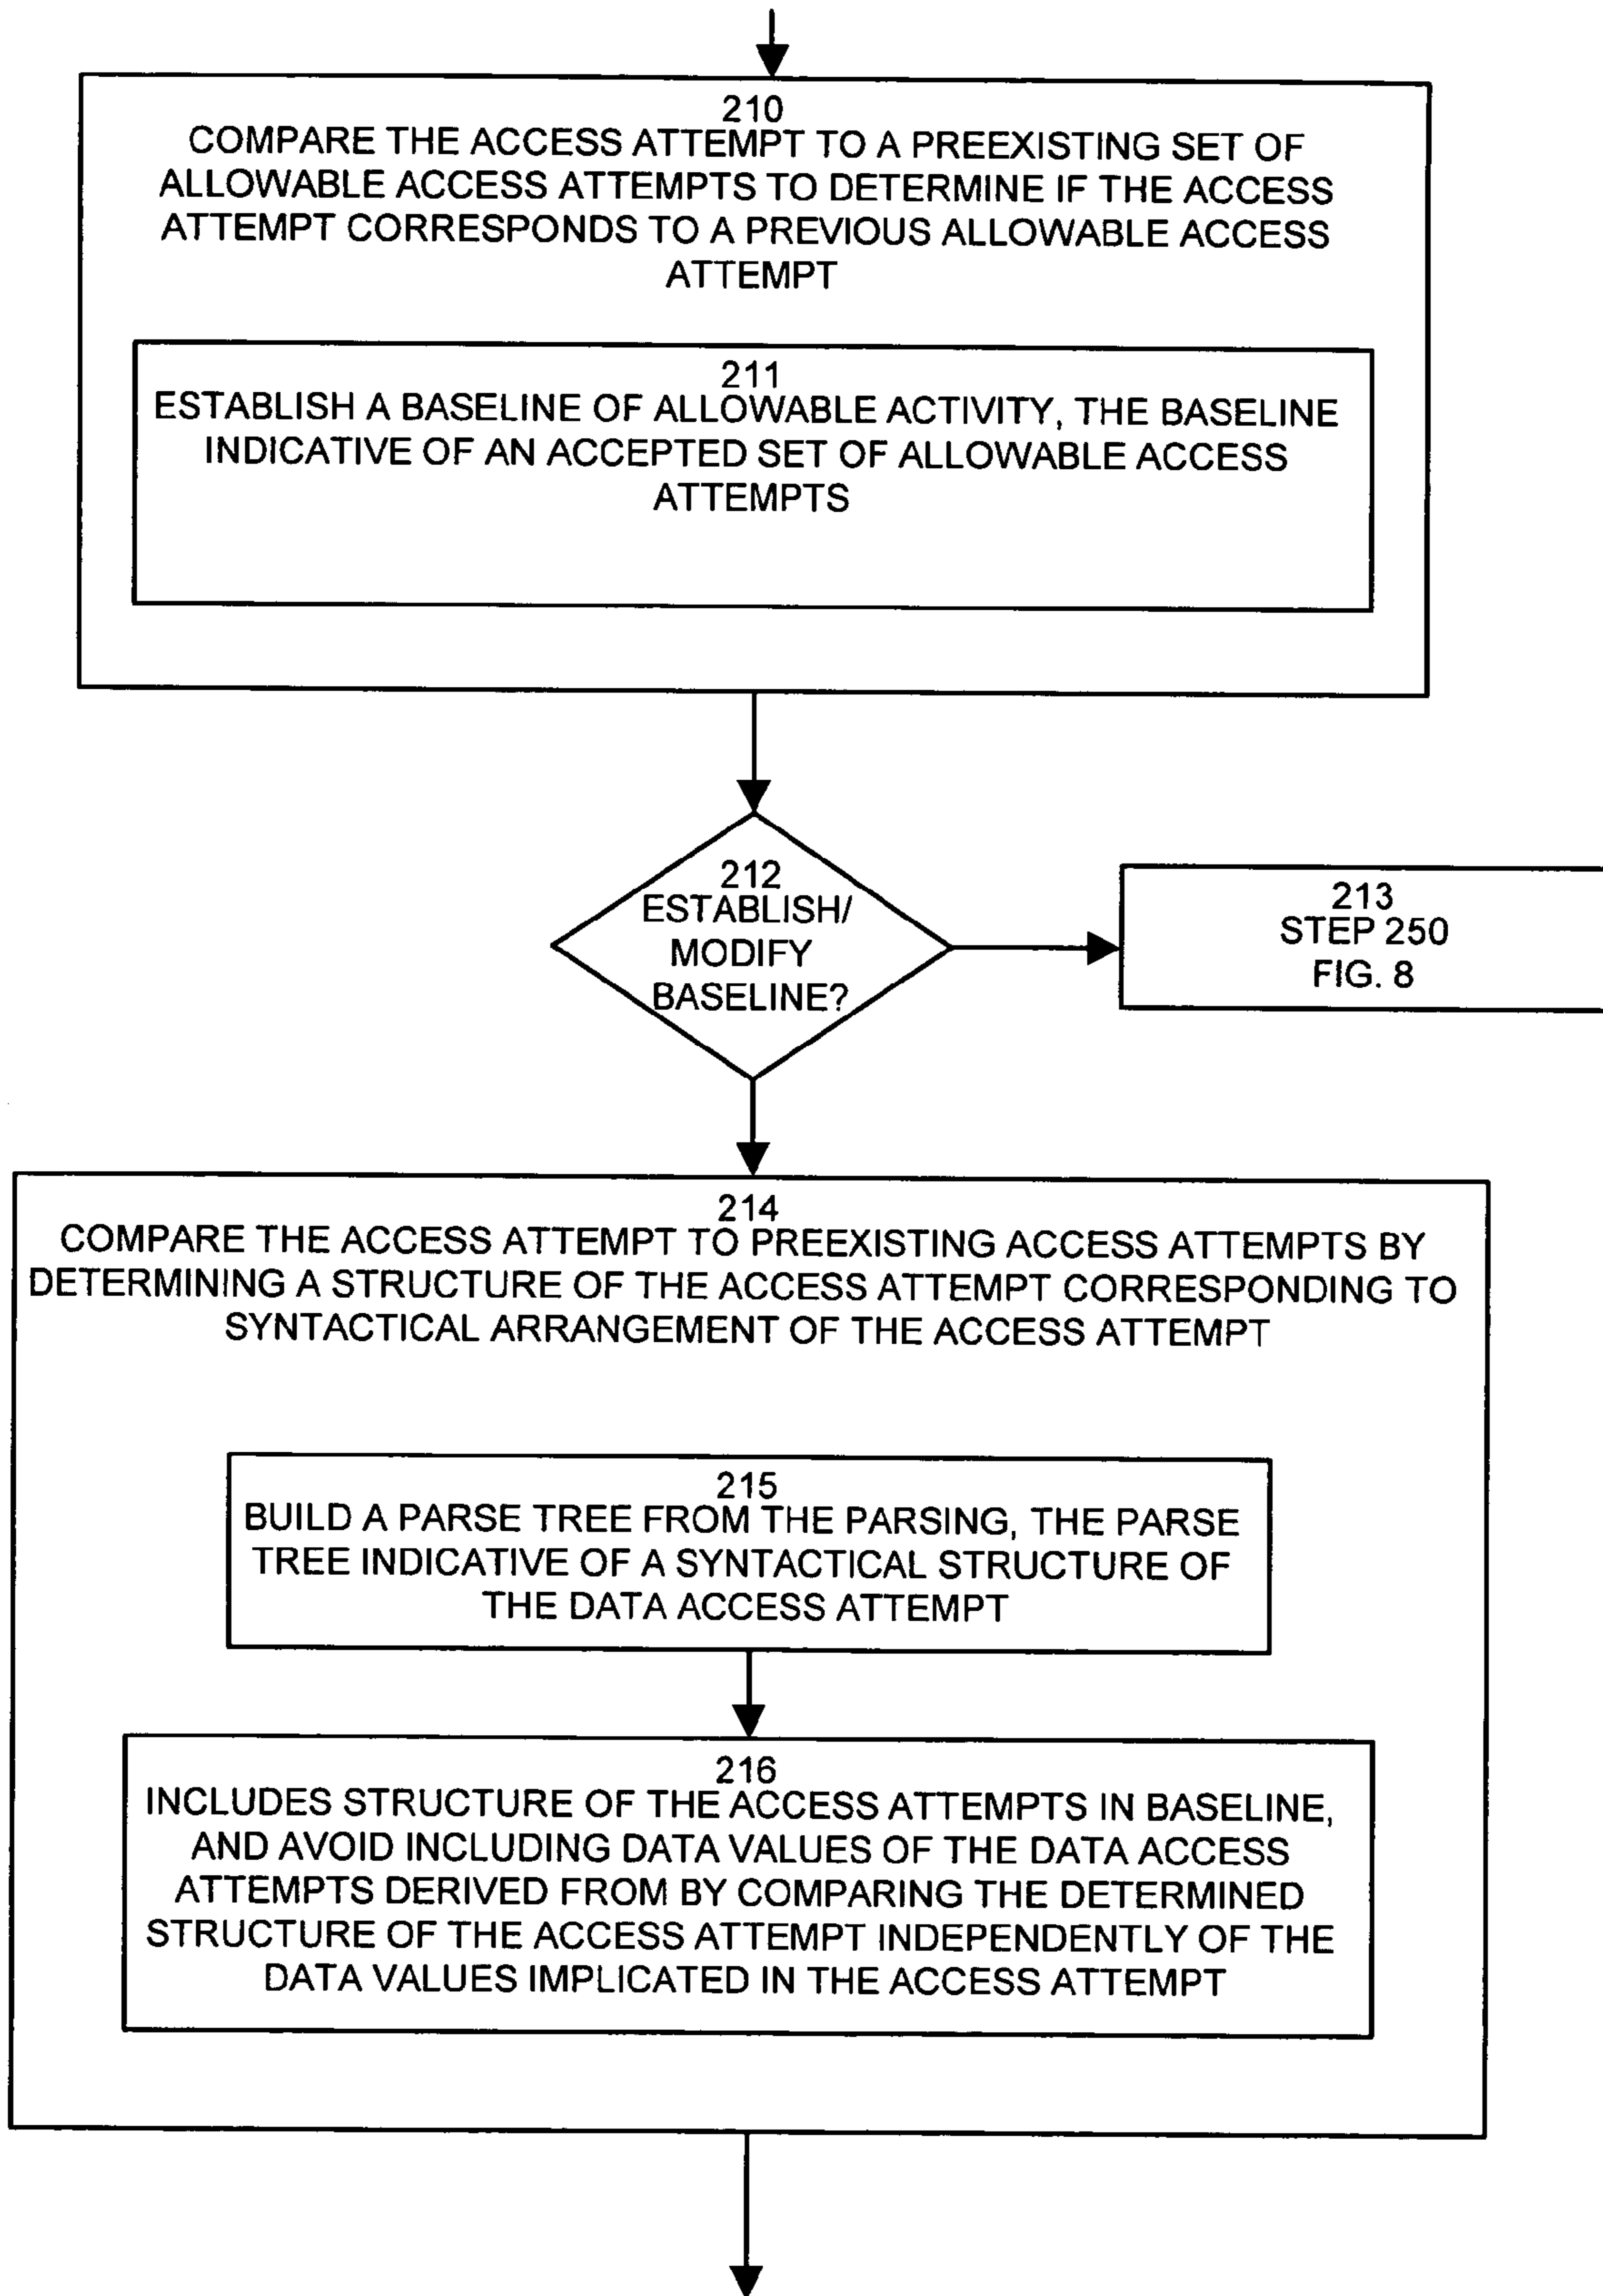 210
COMPARE THE ACCESS ATTEMPT TO A PREEXISTING SET OF
ALLOWABLE ACCESS ATTEMPTS TO DETERMINE IF THE ACCESS
ATTEMPT CORRESPONDS TO A PREVIOUS ALLOWABLE ACCESS
ATTEMPT
211
ESTABLISH A BASELINE OF ALLOWABLE ACTIVITY, THE BASELINE
INDICATIVE OF AN ACCEPTED SET OF ALLOWABLE ACCESS
ATTEMPTS
212
ESTABLISH/
MODIFY
BASELINE?
213
STEP 250
FIG. 8
214
COMPARE THE ACCESS ATTEMPT TO PREEXISTING ACCESS ATTEMPTS BY
DETERMINING A STRUCTURE OF THE ACCESS ATTEMPT CORRESPONDING TO
SYNTACTICAL ARRANGEMENT OF THE ACCESS ATTEMPT
215
BUILD A PARSE TREE FROM THE PARSING, THE PARSE
TREE INDICATIVE OF A SYNTACTICAL STRUCTURE OF
THE DATA ACCESS ATTEMPT
216
INCLUDES STRUCTURE OF THE ACCESS ATTEMPTS IN BASELINE,
AND AVOID INCLUDING DATA VALUES OF THE DATA ACCESS
ATTEMPTS DERIVED FROM BY COMPARING THE DETERMINED
STRUCTURE OF THE ACCESS ATTEMPT INDEPENDENTLY OF THE
DATA VALUES IMPLICATED IN THE ACCESS ATTEMPT